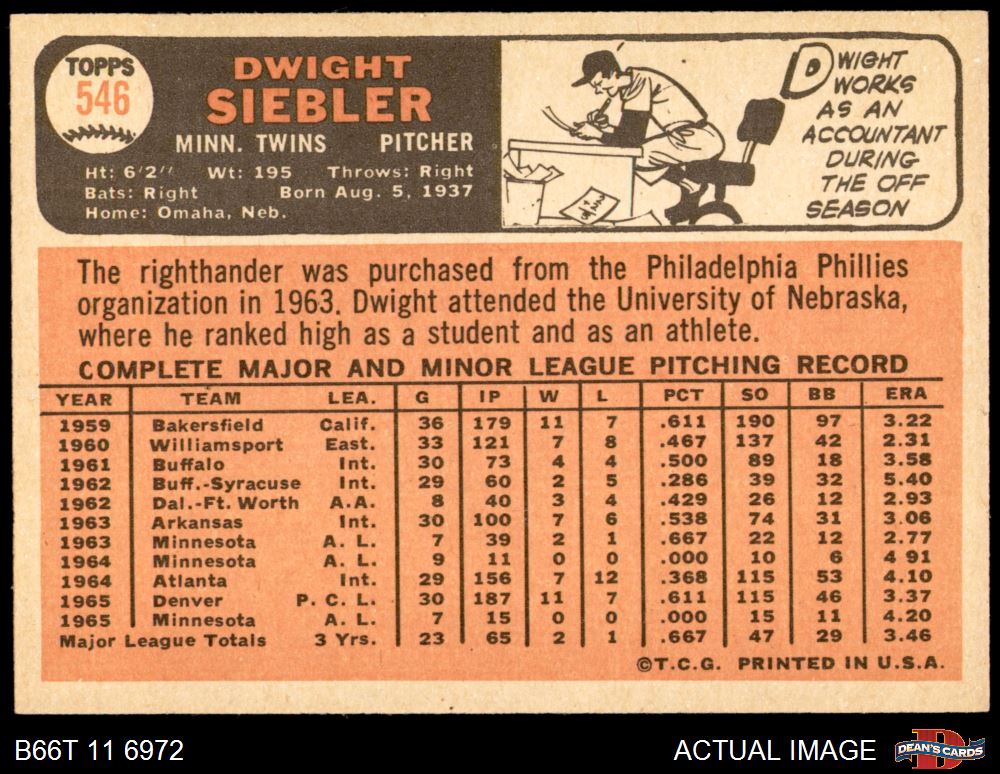 TOPPS
546
DWIGHT
SIEBLER
MINN. TWINS PITCHER
Ht: 6'2" Wt: 195 Throws: Right
Bats: Right Born Aug. 5, 1937
Home: Omaha, Neb.
DWIGHT
WORKS
AS AN
ACCOUNTANT
DURING
THE OFF
SEASON
The righthander was purchased from the Philadelphia Phillies
organization in 1963. Dwight attended the University of Nebraska,
where he ranked high as a student and as an athlete.
COMPLETE MAJOR AND MINOR LEAGUE PITCHING RECORD
YEAR TEAM LEA. G IP W L PCT SO BB ERA
1959 Bakersfield Calif. 36 179 11 7 .611 190 97 3.22
1960 Williamsport East. 33 121 7 8 .467 137 42 2.31
1961 Buffalo Int. 30 73 4 4 .500 89 18 3.58
1962 Buff.-Syracuse Int. 29 60 2 5 .286 39 32 5.40
1962 Dal.-Ft. Worth A.A. 8 40 3 4 .429 26 12 2.93
1963 Arkansas Int. 30 100 7 6 .538 74 31 3.06
1963 Minnesota A. L. 7 39 2 1 .667 22 12 2.77
1964 Minnesota A. L. 9 11 0 0 .000 10 6 4 91
1964 Atlanta Int. 29 156 7 12 .368 115 53 4.10
1965 Denver P. C. L. 30 187 11 7 .611 115 46 3.37
1965 Minnesota A. L. 7 15 0 0 .000 15 11 4.20
Major League Totals 3 Yrs. 23 65 2 1 .667 47 29 3.46
©T.C.G. PRINTED IN U.S.A.
B66T 11 6972 ACTUAL IMAGE DEAN'S CARDS